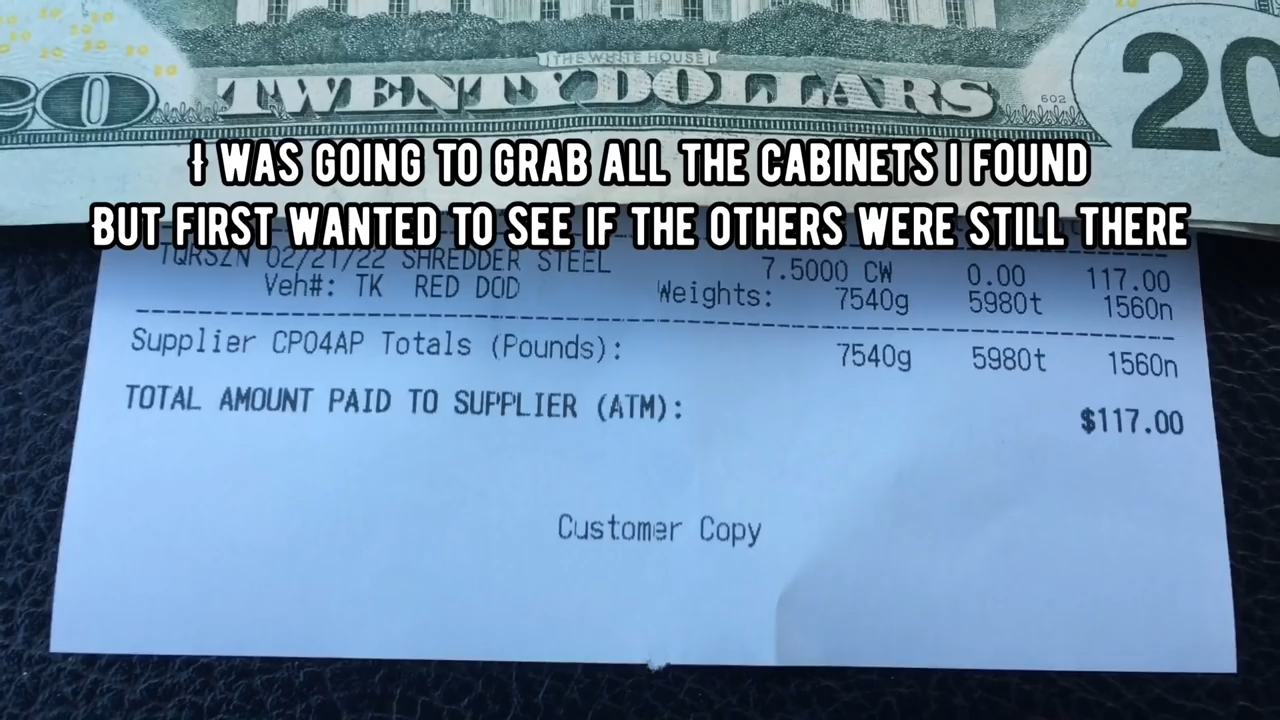 THE WHITE HOUSE
TWENTY DOLLARS
20
602
I WAS GOING TO GRAB ALL THE CABINETS I FOUND
BUT FIRST WANTED TO SEE IF THE OTHERS WERE STILL THERE
TQRSZN 02/21/22 SHREDDER STEEL 7.5000 CW 0.00 117.00
Veh#: TK RED DOD Weights: 7540g 5980t 1560n
Supplier CP04AP Totals (Pounds): 7540g 5980t 1560n
TOTAL AMOUNT PAID TO SUPPLIER (ATM): $117.00
Customer Copy